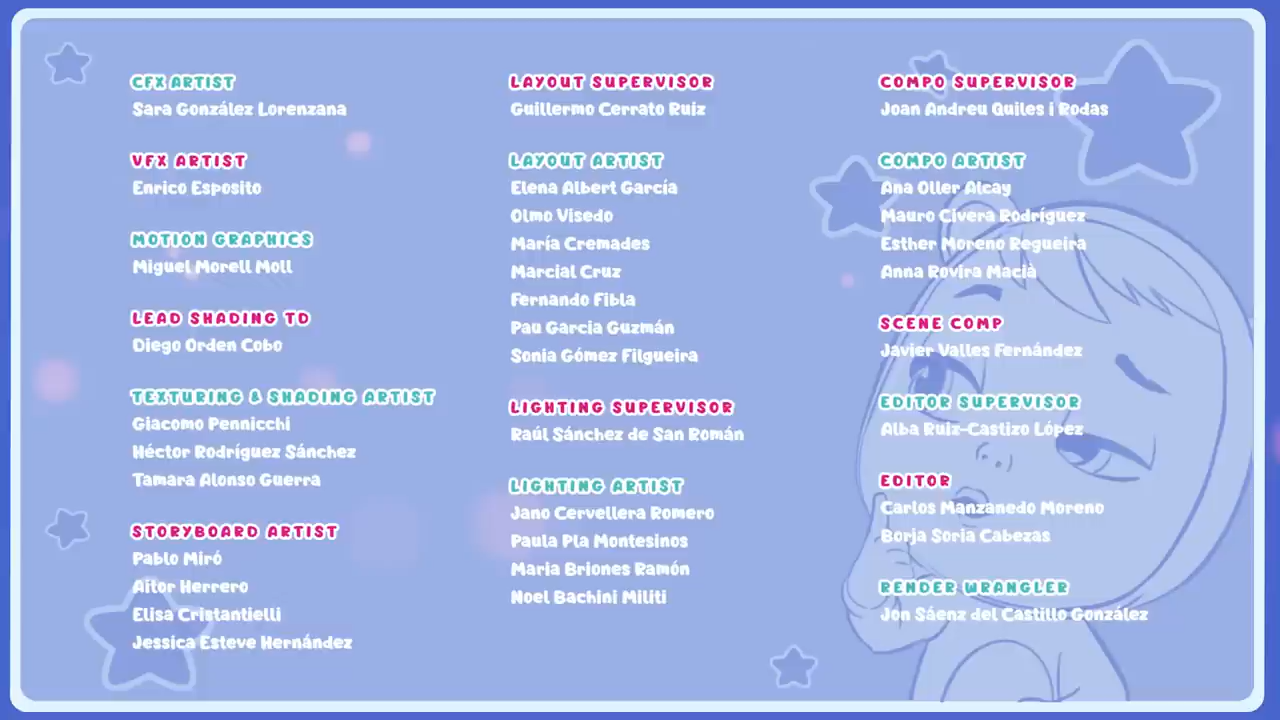 CFX ARTIST
Sara González Lorenzana
VFX ARTIST
Enrico Esposito
MOTION GRAPHICS
Miguel Morell Moll
LEAD SHADING TD
Diego Orden Cobo
TEXTURING & SHADING ARTIST
Giacomo Pennicchi
Héctor Rodríguez Sánchez
Tamara Alonso Guerra
STORYBOARD ARTIST
Pablo Miró
Aitor Herrero
Elisa Cristantielli
Jessica Esteve Hernández
LAYOUT SUPERVISOR
Guillermo Cerrato Ruiz
LAYOUT ARTIST
Elena Albert García
Olmo Visedo
María Cremades
Marcial Cruz
Fernando Fibla
Pau Garcia Guzmán
Sonia Gómez Filgueira
LIGHTING SUPERVISOR
Raúl Sánchez de San Román
LIGHTING ARTIST
Jano Cervellera Romero
Paula Pla Montesinos
Maria Briones Ramón
Noel Bachini Militi
COMPO SUPERVISOR
Joan Andreu Quiles i Rodas
COMPO ARTIST
Ana Oller Alcay
Mauro Civera Rodríguez
Esther Moreno Regueira
Anna Rovira Macià
SCENE COMP
Javier Valles Fernández
EDITOR SUPERVISOR
Alba Ruiz-Castizo López
EDITOR
Carlos Manzanedo Moreno
Borja Soria Cabezas
RENDER WRANGLER
Jon Sáenz del Castillo González